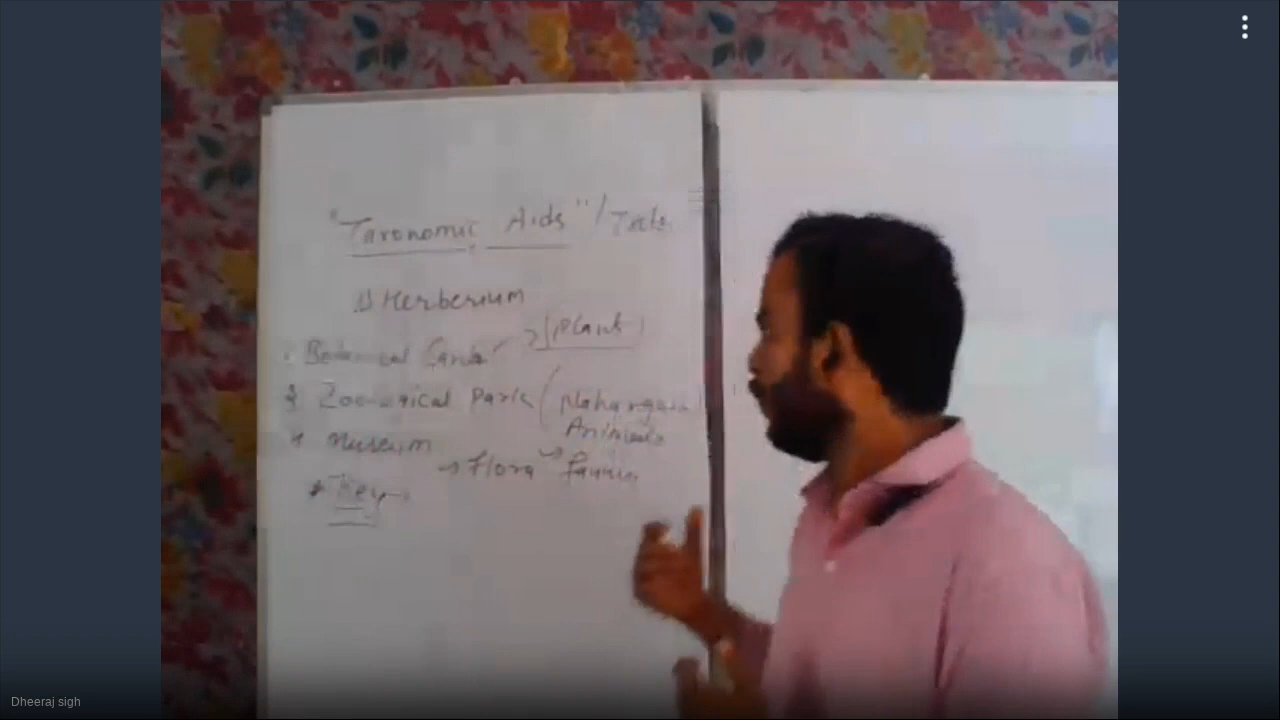 "Taxonomic Aids" /
1) Herberium
Botanical Garden
(Plant)
3 Zoological Park (Nahargarh
Animals
4 Museum
→ Flora → fauna
* Key →
Dheeraj sigh